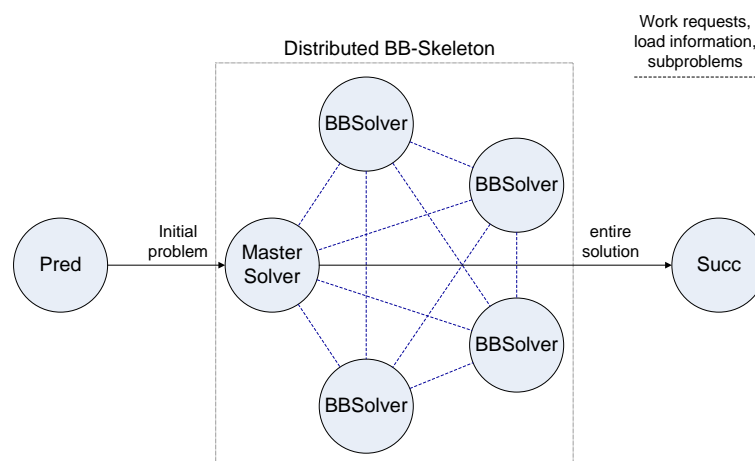 Work requests,
load information,
subproblems
Distributed BB-Skeleton
BBSolver
BBSolver
Initial
problem
entire
solution
Pred
Master
Solver
Succ
BBSolver
BBSolver